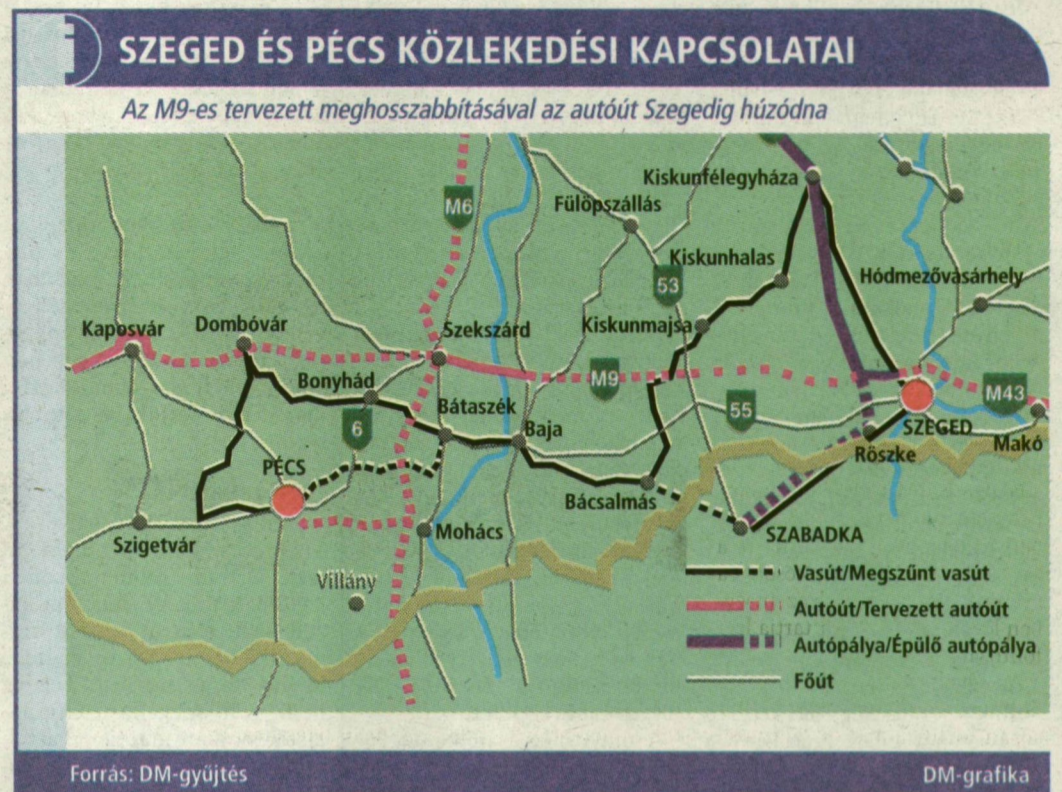 i
SZEGED ÉS PÉCS KÖZLEKEDÉSI KAPCSOLATAI
Az M9-es tervezett meghosszabbításával az autóút Szegedig húzódna
Kiskunfélegyháza
M6
Fülöpszállás
Kiskunhalas
53
Hódmezővásárhely
Kaposvár
Dombóvár
Szekszárd
Kiskunmajsa
Bonyhád
M9
M43
Bátaszék
55
6
Baja
SZEGED
Makó
PÉCS
Röszke
Bácsalmás
Szigetvár
Mohács
SZABADKA
Villány
Vasút/Megszűnt vasút
Autóút/Tervezett autóút
Autópálya/Épülő autópálya
Főút
Forrás: DM-gyűjtés
DM-grafika